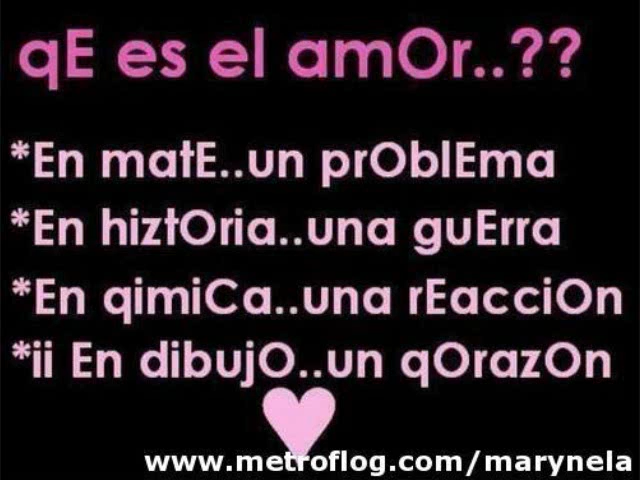 qE es el amOr..??
*En matE..un prOblEma
*En hiztOria..una guErra
*En qimiCa..una rEacciOn
*ii En dibujO..un qOrazOn
www.metroflog.com/marynela